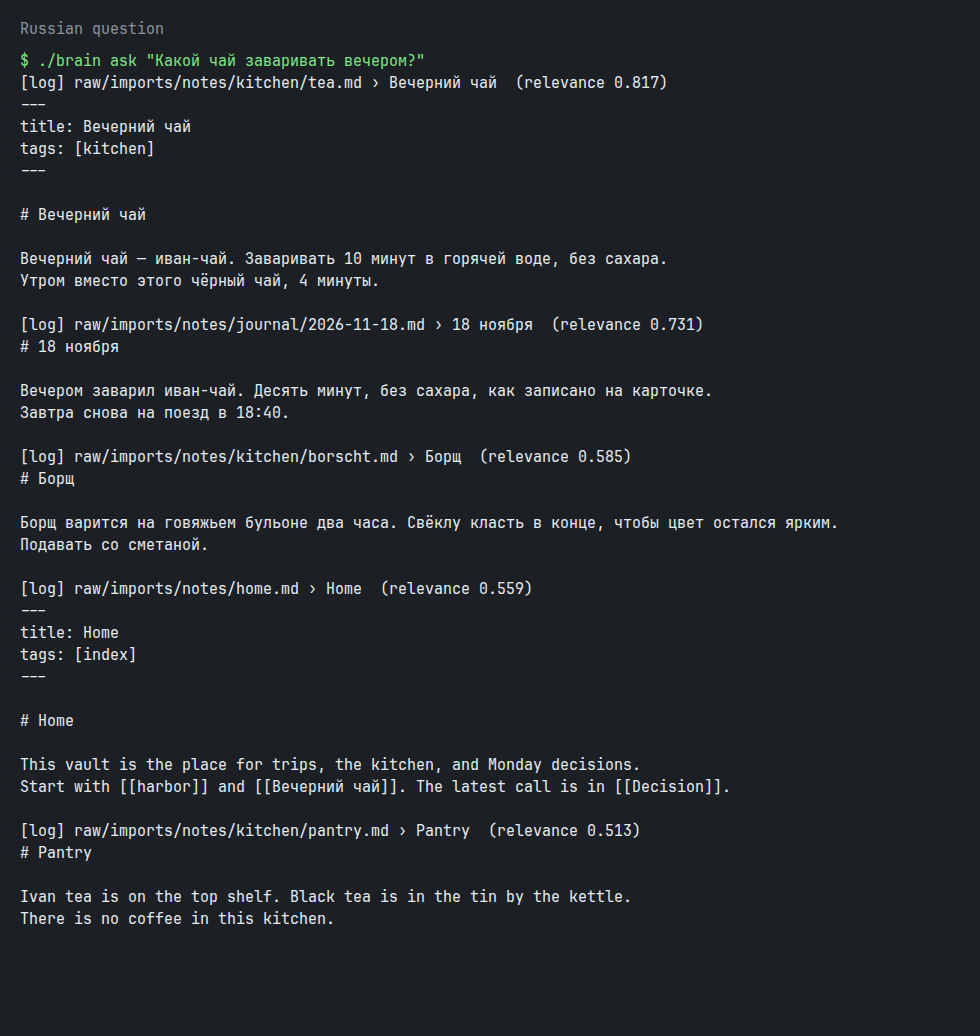 Russian question
$ ./brain ask "Какой чай заваривать вечером?"
[log] raw/imports/notes/kitchen/tea.md › Вечерний чай  (relevance 0.817)
---
title: Вечерний чай
tags: [kitchen]
---
# Вечерний чай
Вечерний чай — иван-чай. Заваривать 10 минут в горячей воде, без сахара.
Утром вместо этого чёрный чай, 4 минуты.
[log] raw/imports/notes/journal/2026-11-18.md › 18 ноября  (relevance 0.731)
# 18 ноября
Вечером заварил иван-чай. Десять минут, без сахара, как записано на карточке.
Завтра снова на поезд в 18:40.
[log] raw/imports/notes/kitchen/borscht.md › Борщ  (relevance 0.585)
# Борщ
Борщ варится на говяжьем бульоне два часа. Свёклу класть в конце, чтобы цвет остался ярким.
Подавать со сметаной.
[log] raw/imports/notes/home.md › Home  (relevance 0.559)
---
title: Home
tags: [index]
---
# Home
This vault is the place for trips, the kitchen, and Monday decisions.
Start with [[harbor]] and [[Вечерний чай]]. The latest call is in [[Decision]].
[log] raw/imports/notes/kitchen/pantry.md › Pantry  (relevance 0.513)
# Pantry
Ivan tea is on the top shelf. Black tea is in the tin by the kettle.
There is no coffee in this kitchen.